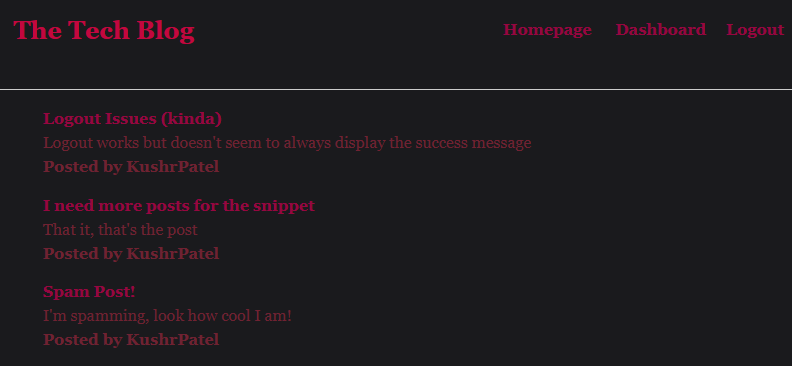 The Tech Blog
Homepage Dashboard Logout
Logout Issues (kinda)
Logout works but doesn't seem to always display the success message
Posted by KushrPatel
I need more posts for the snippet
That it, that's the post
Posted by KushrPatel
Spam Post!
I'm spamming, look how cool I am!
Posted by KushrPatel